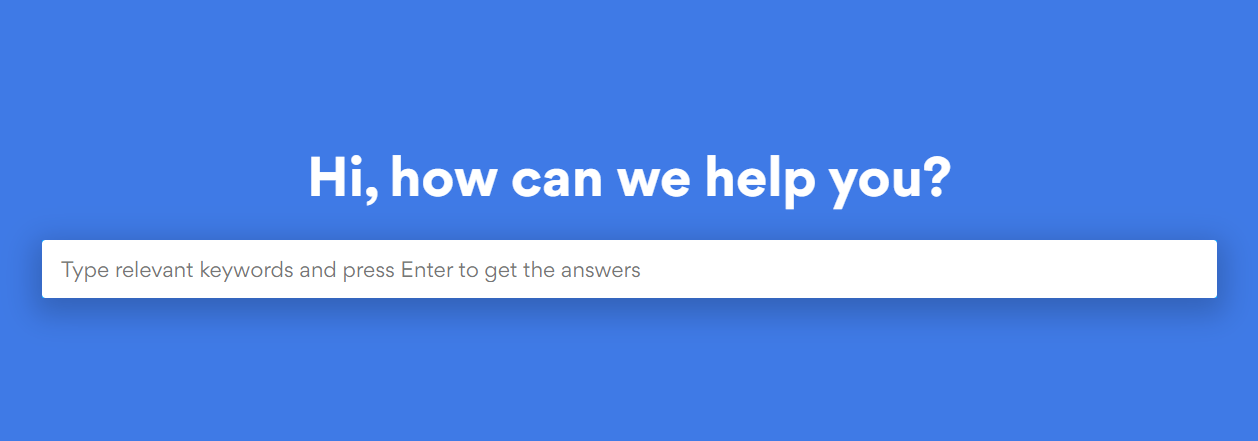 Hi, how can we help you?
Type relevant keywords and press Enter to get the answers